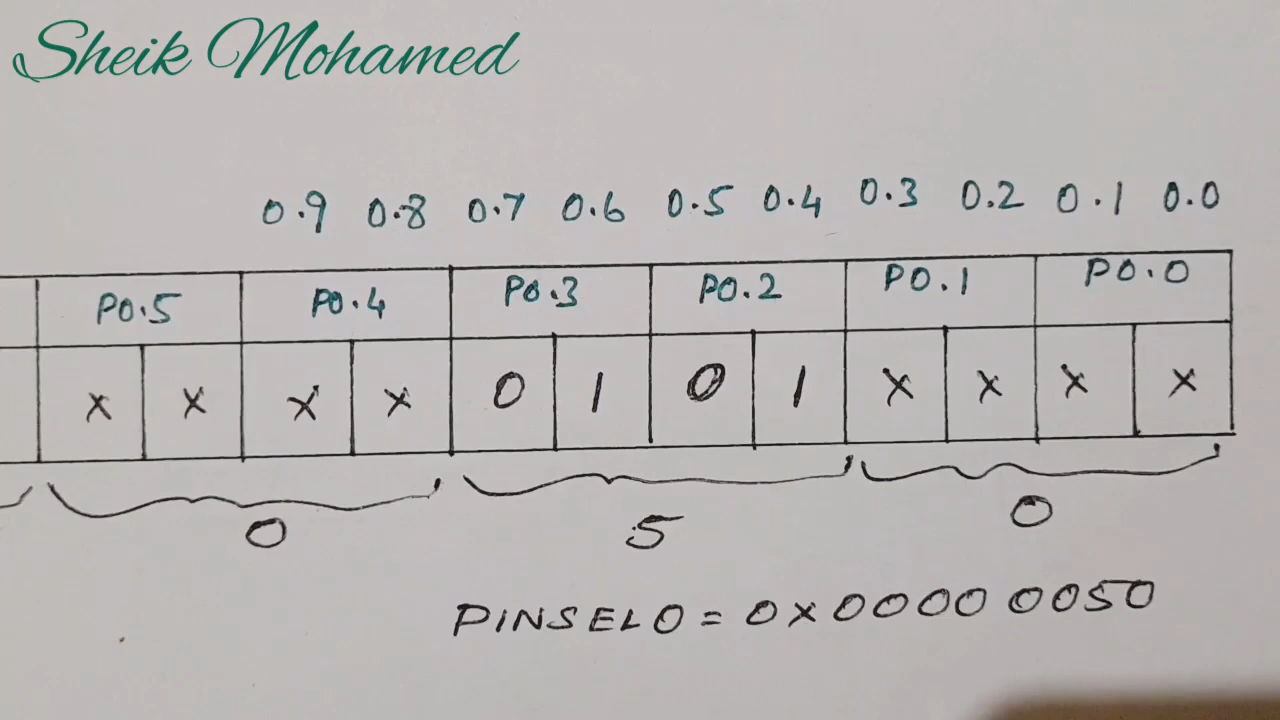 Sheik Mohamed
0.9 0.8 0.7 0.6 0.5 0.4 0.3 0.2 0.1 0.0
P0.5 P0.4 P0.3 P0.2 P0.1 P0.0
x x x x 0 1 0 1 x x x x
0 5 0
PINSEL0 = 0x0000 0050